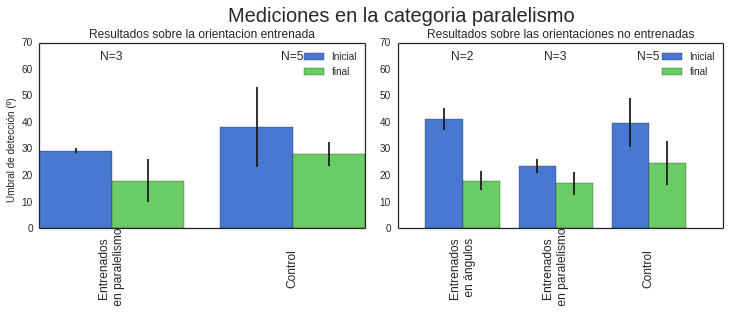 Mediciones en la categoria paralelismo
Resultados sobre la orientacion entrenada
Umbral de detección (º)
70
60
50
40
30
20
10
0
N=3
N=5
Inicial
final
Entrenados
en paralelismo
Control
Resultados sobre las orientaciones no entrenadas
70
60
50
40
30
20
10
0
N=2
N=3
N=5
Inicial
final
Entrenados
en ángulos
Entrenados
en paralelismo
Control